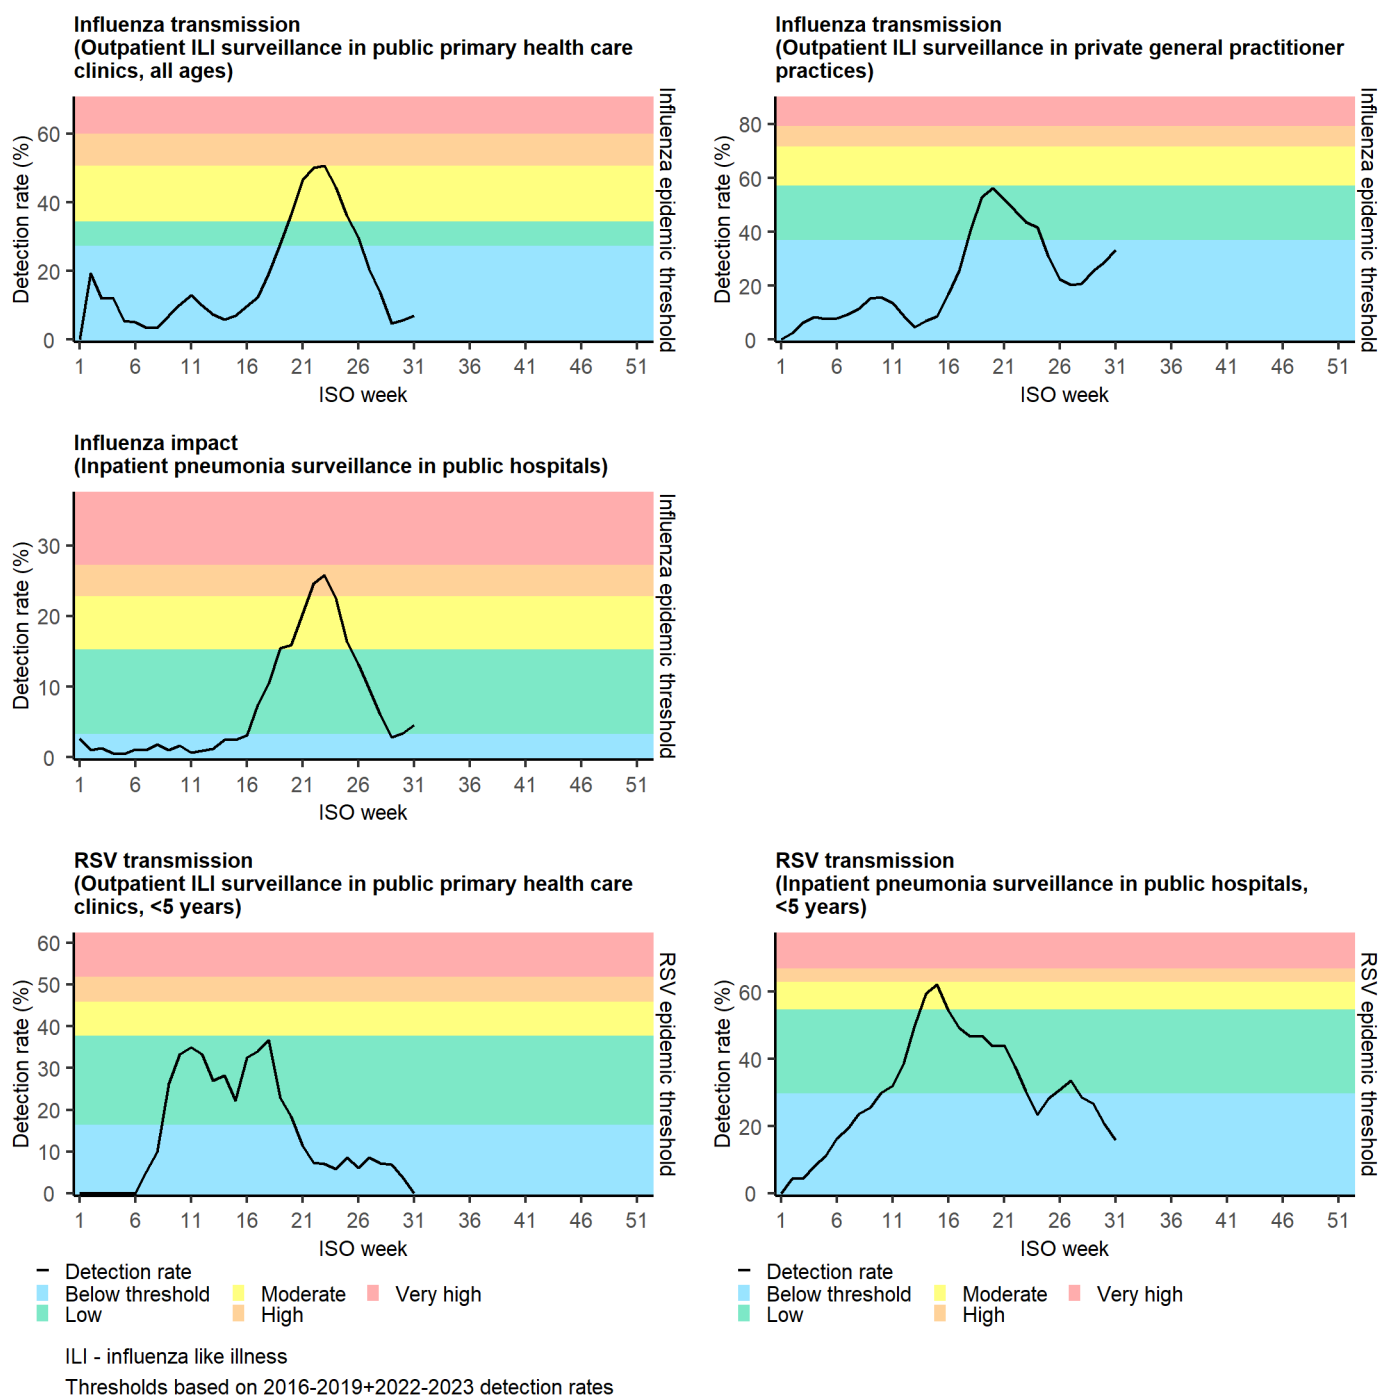 Influenza transmission
(Outpatient ILI surveillance in public primary health care
clinics, all ages)
Detection rate (%)
60
40
20
0
1 6 11 16 21 26 31 36 41 46 51
ISO week
Influenza epidemic threshold
Influenza transmission
(Outpatient ILI surveillance in private general practitioner
practices)
Detection rate (%)
80
60
40
20
0
1 6 11 16 21 26 31 36 41 46 51
ISO week
Influenza epidemic threshold
Influenza impact
(Inpatient pneumonia surveillance in public hospitals)
Detection rate (%)
30
20
10
0
1 6 11 16 21 26 31 36 41 46 51
ISO week
Influenza epidemic threshold
RSV transmission
(Outpatient ILI surveillance in public primary health care
clinics, <5 years)
Detection rate (%)
60
50
40
30
20
10
0
1 6 11 16 21 26 31 36 41 46 51
ISO week
RSV epidemic threshold
RSV transmission
(Inpatient pneumonia surveillance in public hospitals,
<5 years)
Detection rate (%)
60
40
20
0
1 6 11 16 21 26 31 36 41 46 51
ISO week
RSV epidemic threshold
Detection rate
Below threshold Moderate Very high
Low High
Detection rate
Below threshold Moderate Very high
Low High
ILI - influenza like illness
Thresholds based on 2016-2019+2022-2023 detection rates